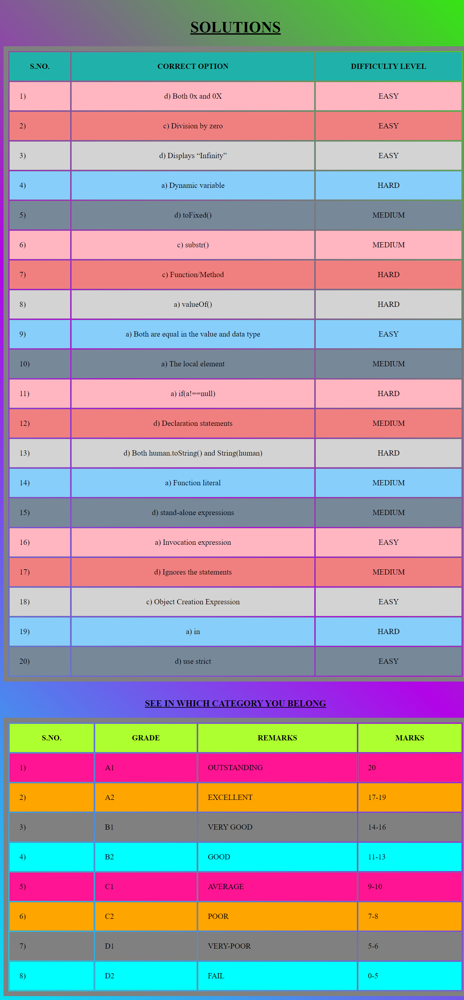 SOLUTIONS
S.NO. CORRECT OPTION DIFFICULTY LEVEL
1) d) Both 0x and 0X EASY
2) c) Division by zero EASY
3) d) Displays “Infinity” EASY
4) a) Dynamic variable HARD
5) d) toFixed() MEDIUM
6) c) substr() MEDIUM
7) c) Function/Method HARD
8) a) valueOf() HARD
9) a) Both are equal in the value and data type EASY
10) a) The local element MEDIUM
11) a) if(a!==null) HARD
12) d) Declaration statements MEDIUM
13) d) Both human.toString() and String(human) HARD
14) a) Function literal MEDIUM
15) d) stand-alone expressions MEDIUM
16) a) Invocation expression EASY
17) d) Ignores the statements MEDIUM
18) c) Object Creation Expression EASY
19) a) in HARD
20) d) use strict EASY
SEE IN WHICH CATEGORY YOU BELONG
S.NO. GRADE REMARKS MARKS
1) A1 OUTSTANDING 20
2) A2 EXCELLENT 17-19
3) B1 VERY GOOD 14-16
4) B2 GOOD 11-13
5) C1 AVERAGE 9-10
6) C2 POOR 7-8
7) D1 VERY-POOR 5-6
8) D2 FAIL 0-5